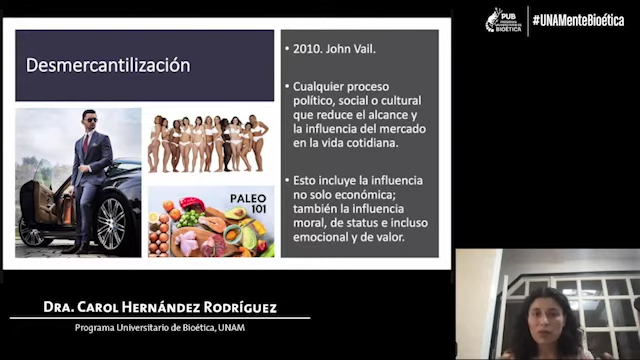 Desmercantilización
• 2010. John Vail.
• Cualquier proceso
político, social o cultural
que reduce el alcance y
la influencia del mercado
en la vida cotidiana.
• Esto incluye la influencia
no solo económica;
también la influencia
moral, de status e incluso
emocional y de valor.
PALEO
101
PUB
BIOÉTICA
#UNAMenteBioética
DRA. CAROL HERNÁNDEZ RODRÍGUEZ
Programa Universitario de Bioética, UNAM